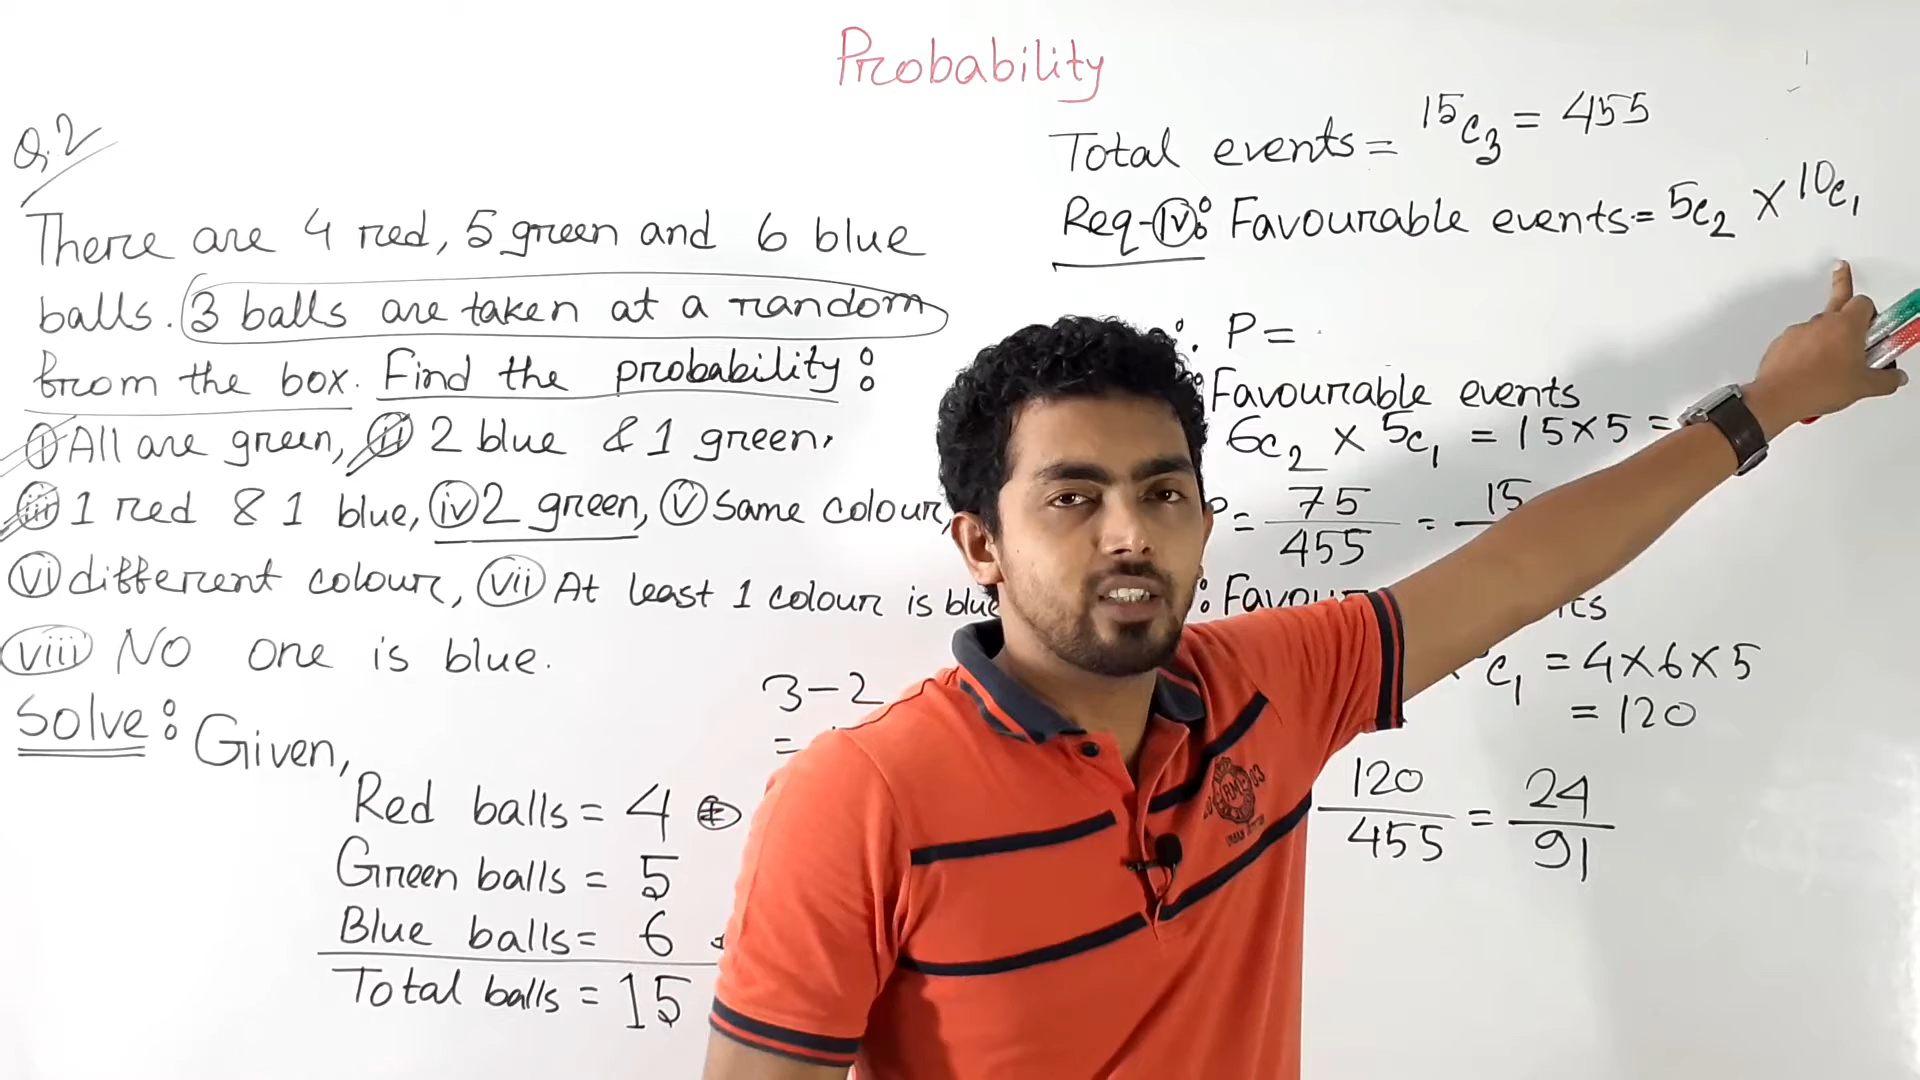 Probability
Q.2
There are 4 red, 5 green and 6 blue
balls. 3 balls are taken at a random
from the box. Find the probability:
(i) All are green, (ii) 2 blue & 1 green.
(iii) 1 red & 1 blue, (iv) 2 green, (v) Same colour,
(vi) different colour, (vii) At least 1 colour is blue
(viii) No one is blue.
Solve: Given,
Red balls = 4
Green balls = 5
Blue balls = 6
Total balls = 15
3-2
=
Total events = 15c3 = 455
Req-(iv): Favourable events = 5c2 × 10c1
: P =
Favourable events
6c2 × 5c1 = 15×5 =
P = 75/455 = 15
: Favou
ts
c1 = 4×6×5
= 120
120/455 = 24/91